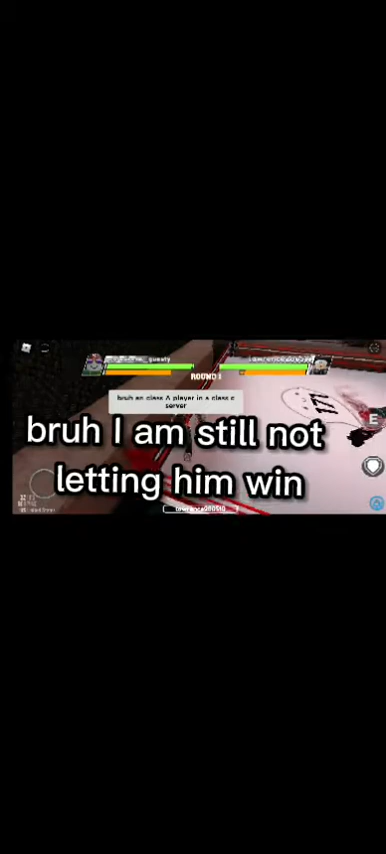 ROUND 1
bruh an class A player in a class c
server
bruh I am still not
letting him win
E